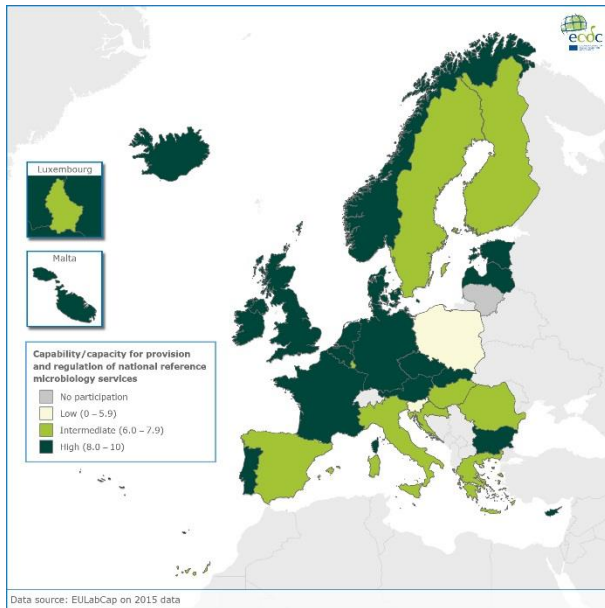 ecdc
Luxembourg
Malta
Capability/capacity for provision
and regulation of national reference
microbiology services
No participation
Low (0 – 5.9)
Intermediate (6.0 – 7.9)
High (8.0 – 10)
Data source: EULabCap on 2015 data